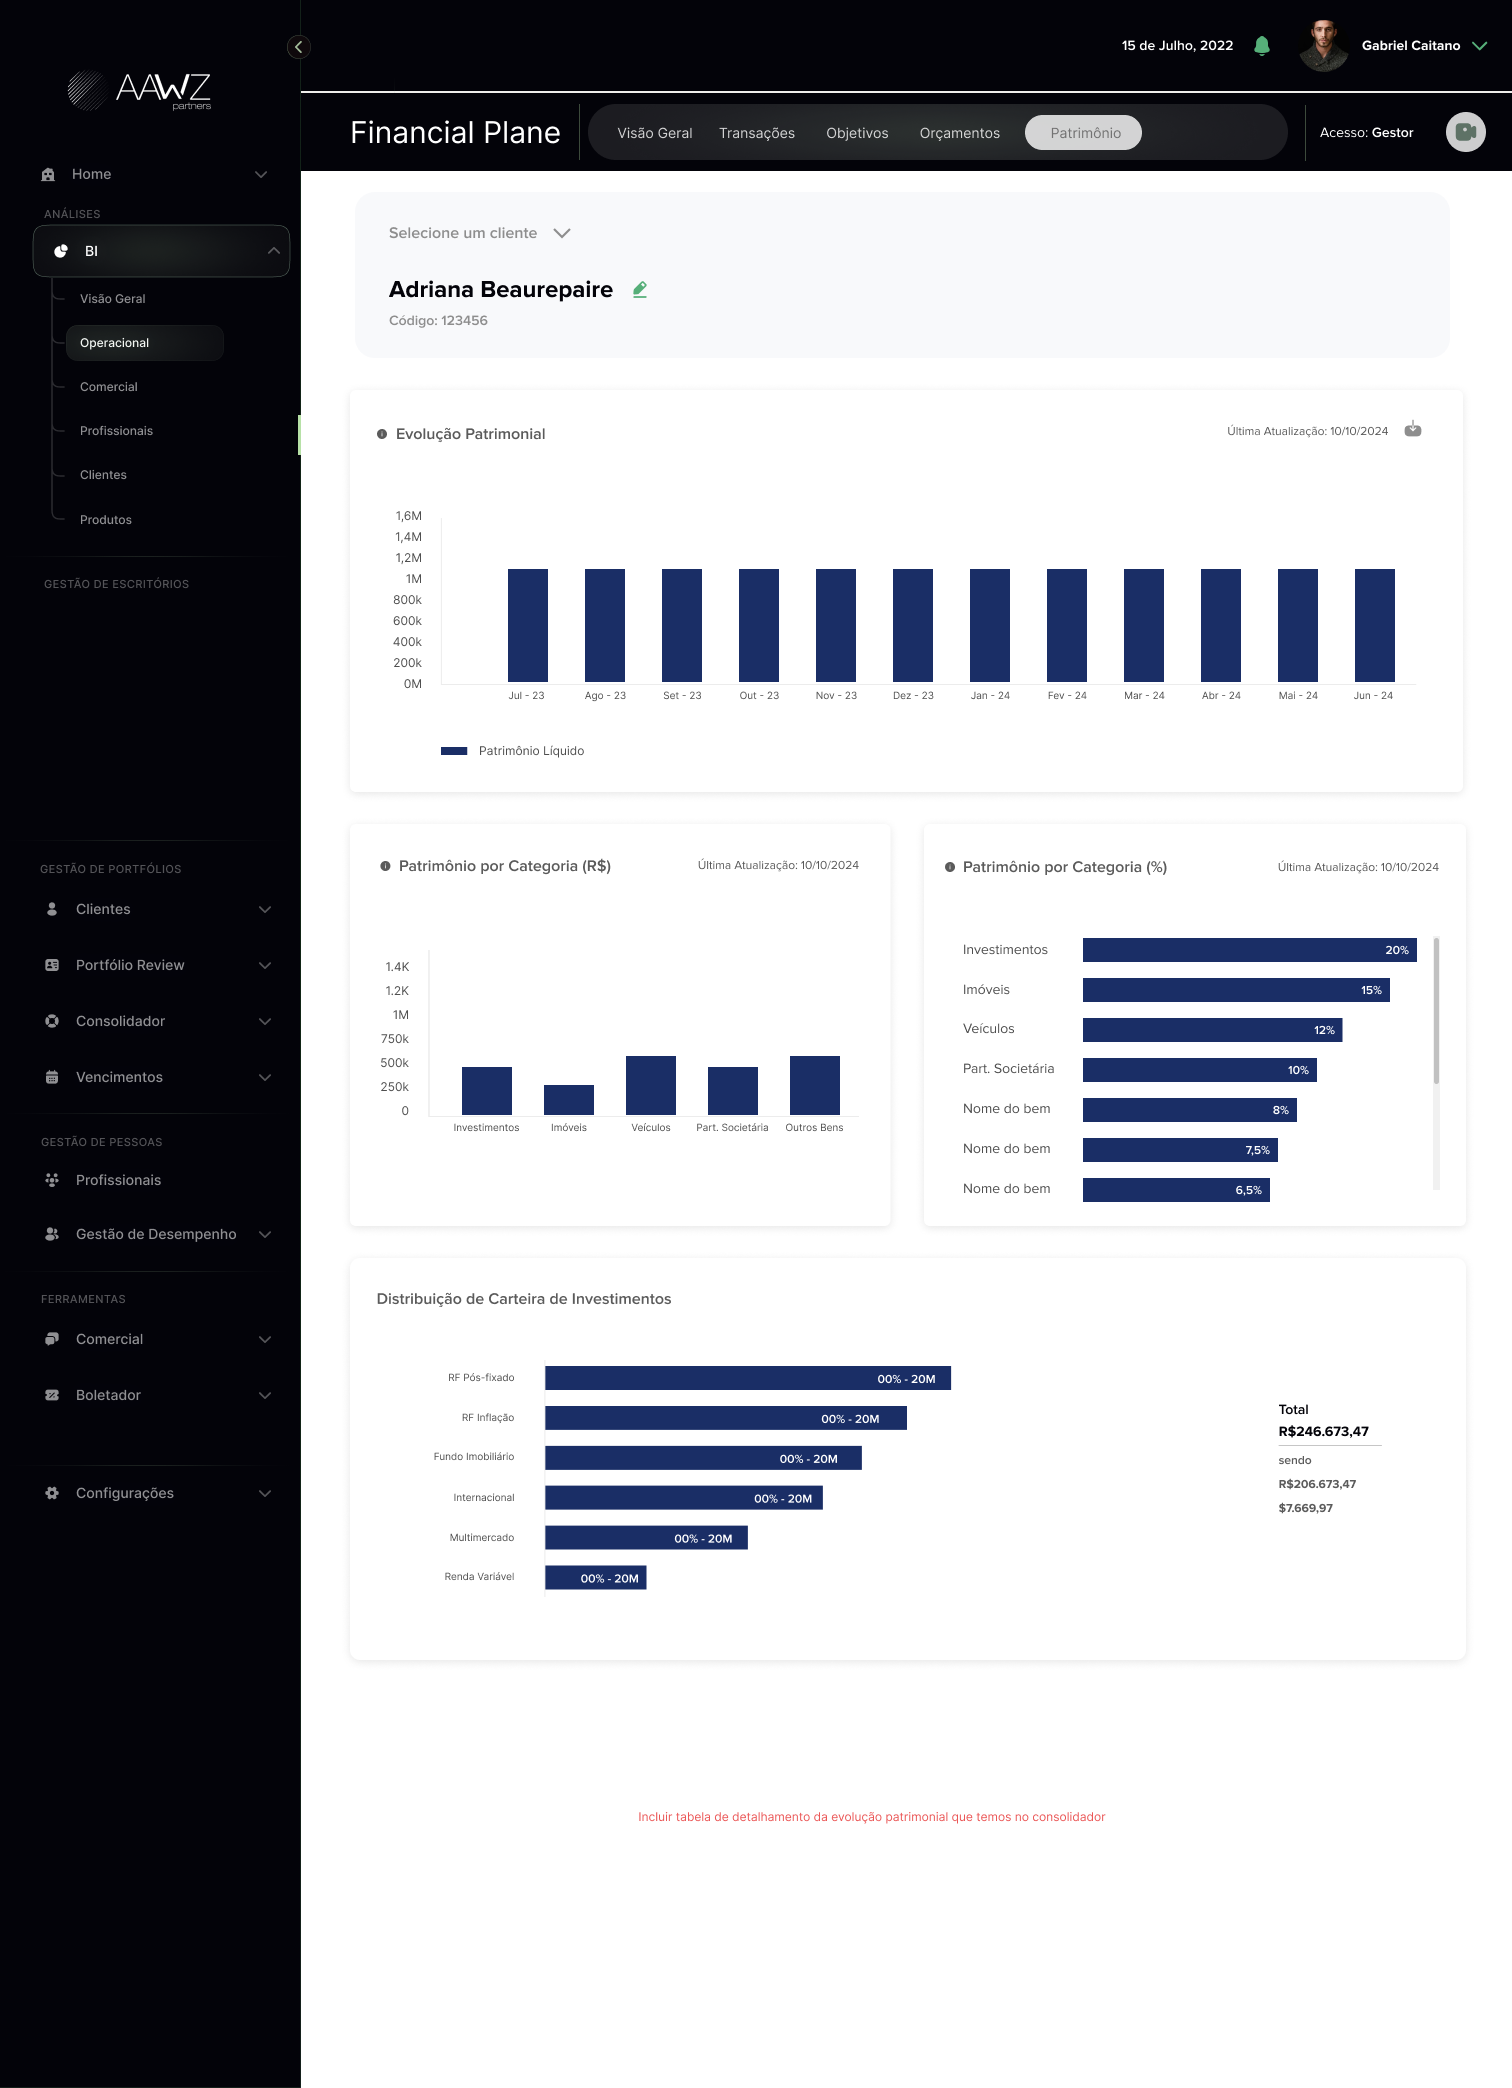 15 de Julho, 2022
Gabriel Caitano
AAWZ
partners
Financial Plane
Visão Geral
Transações
Objetivos
Orçamentos
Patrimônio
Acesso: Gestor
Home
ANÁLISES
BI
Visão Geral
Operacional
Comercial
Profissionais
Clientes
Produtos
GESTÃO DE ESCRITÓRIOS
GESTÃO DE PORTFÓLIOS
Clientes
Portfólio Review
Consolidador
Vencimentos
GESTÃO DE PESSOAS
Profissionais
Gestão de Desempenho
FERRAMENTAS
Comercial
Boletador
Configurações
Selecione um cliente
Adriana Beaurepaire
Código: 123456
Evolução Patrimonial
Última Atualização: 10/10/2024
1,6M
1,4M
1,2M
1M
800k
600k
400k
200k
0M
Jul - 23
Ago - 23
Set - 23
Out - 23
Nov - 23
Dez - 23
Jan - 24
Fev - 24
Mar - 24
Abr - 24
Mai - 24
Jun - 24
Patrimônio Líquido
Patrimônio por Categoria (R$)
Última Atualização: 10/10/2024
1.4K
1.2K
1M
750k
500k
250k
0
Investimentos
Imóveis
Veículos
Part. Societária
Outros Bens
Patrimônio por Categoria (%)
Última Atualização: 10/10/2024
Investimentos 20%
Imóveis 15%
Veículos 12%
Part. Societária 10%
Nome do bem 8%
Nome do bem 7,5%
Nome do bem 6,5%
Distribuição de Carteira de Investimentos
RF Pós-fixado 00% - 20M
RF Inflação 00% - 20M
Fundo Imobiliário 00% - 20M
Internacional 00% - 20M
Multimercado 00% - 20M
Renda Variável 00% - 20M
Total
R$246.673,47
sendo
R$206.673,47
$7.669,97
Incluir tabela de detalhamento da evolução patrimonial que temos no consolidador